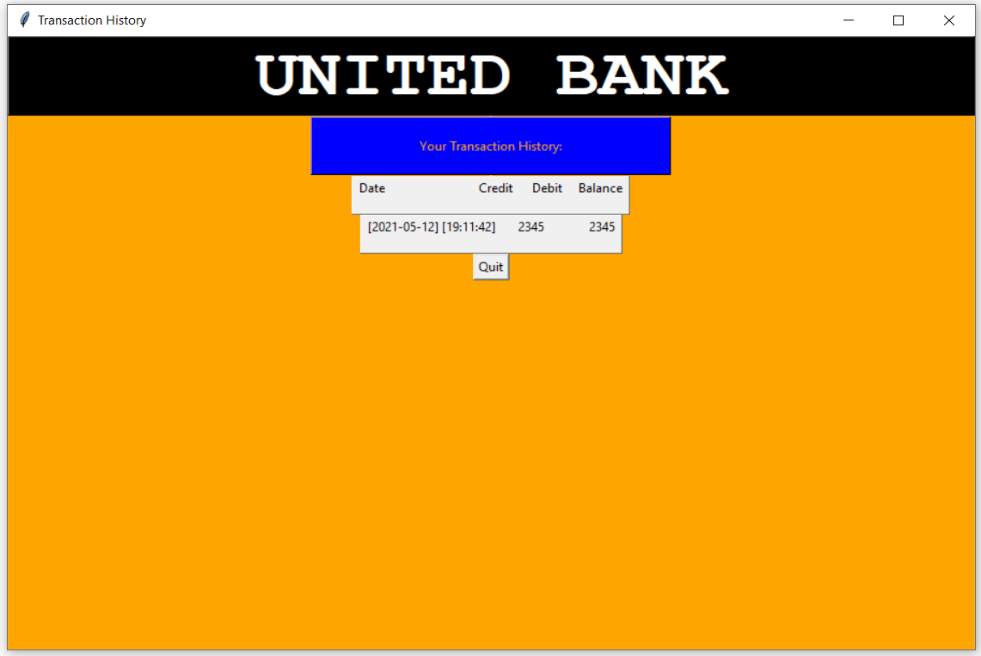 Transaction History
UNITED BANK
Your Transaction History:
Date Credit Debit Balance
[2021-05-12] [19:11:42] 2345 2345
Quit